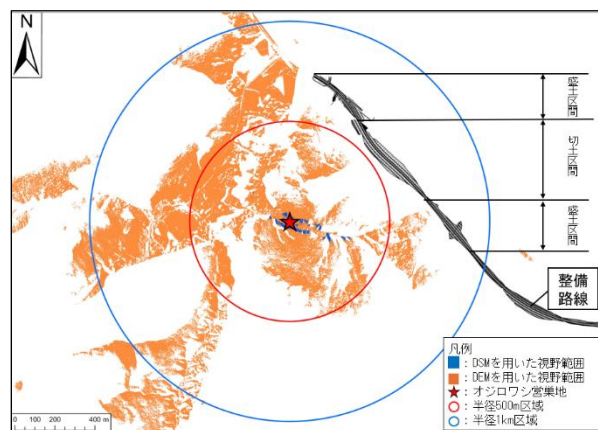 N
盛土区間
切土区間
盛土区間
整備
路線
凡例
：DSMを用いた視野範囲
：DEMを用いた視野範囲
：オジロワシ営巣地
：半径500m区域
：半径1km区域
0 100 200 400 m